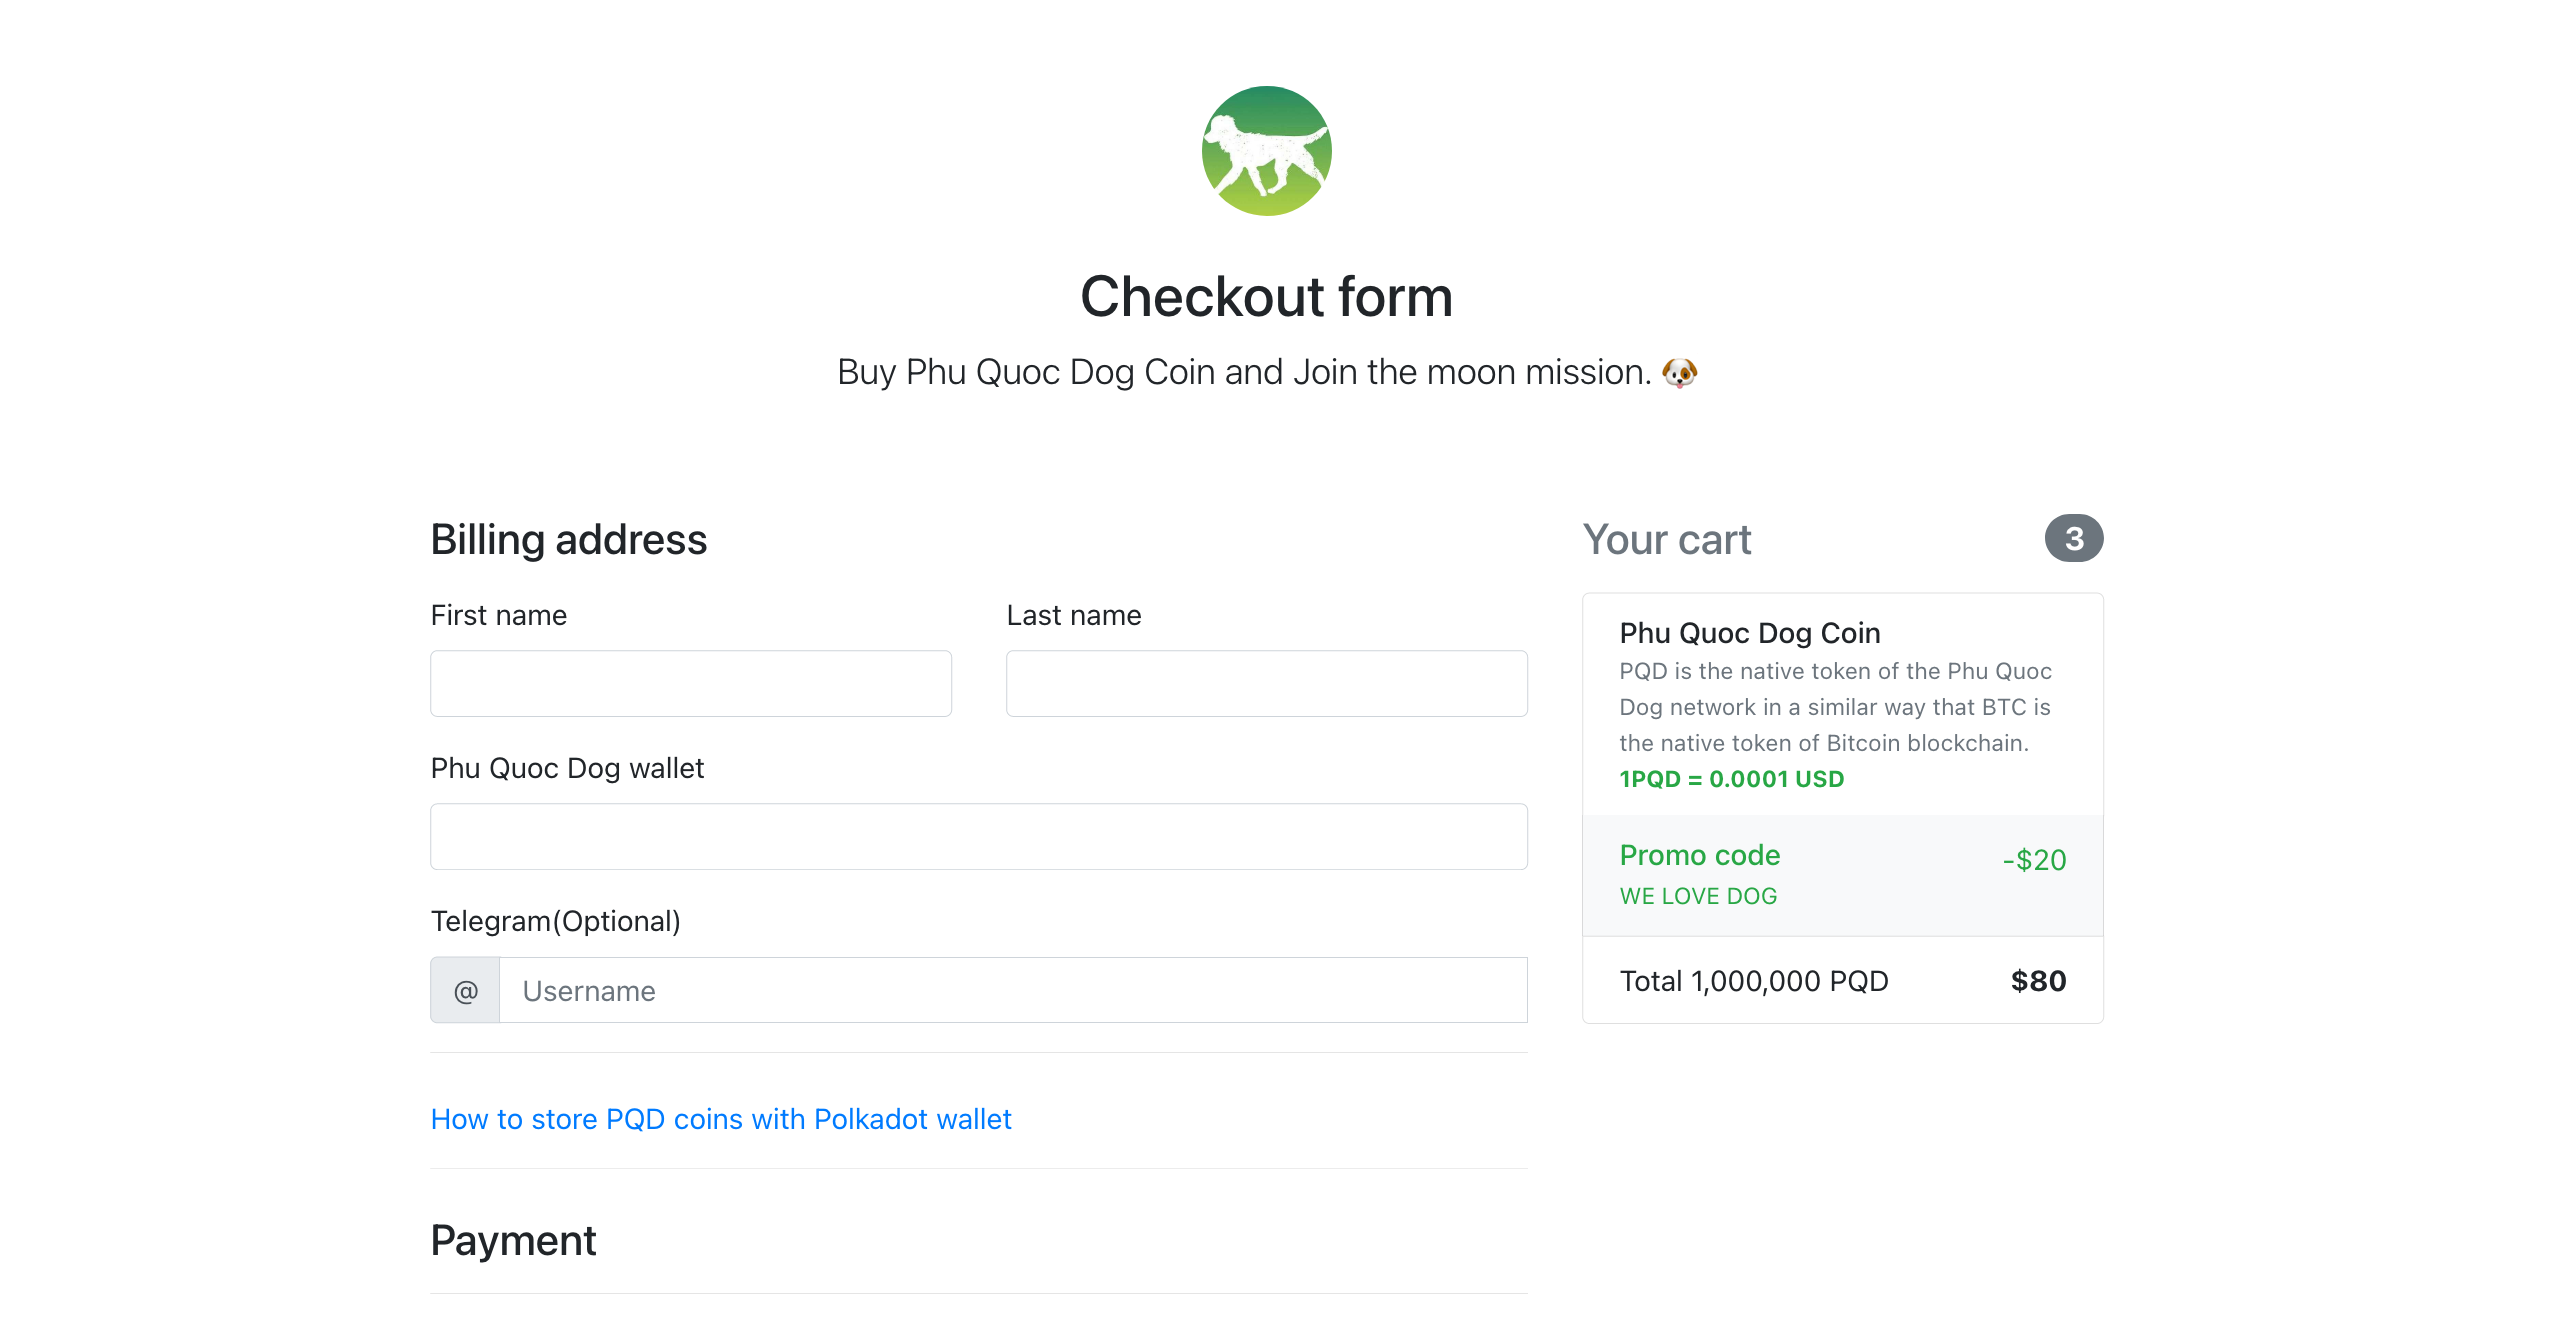 Checkout form
Buy Phu Quoc Dog Coin and Join the moon mission. 🐶
Billing address
First name
Last name
Phu Quoc Dog wallet
Telegram(Optional)
@
Username
How to store PQD coins with Polkadot wallet
Payment
Your cart
3
Phu Quoc Dog Coin
PQD is the native token of the Phu Quoc
Dog network in a similar way that BTC is
the native token of Bitcoin blockchain.
1PQD = 0.0001 USD
Promo code
-$20
WE LOVE DOG
Total 1,000,000 PQD
$80